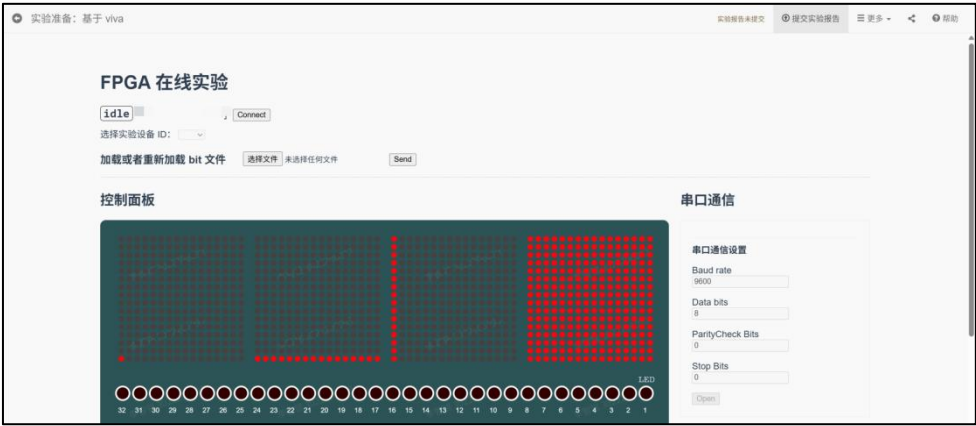 实验准备：基于 viva
实验报告未提交 提交实验报告 更多 帮助
FPGA 在线实验
idle Connect
选择实验设备 ID：
加载或者重新加载 bit 文件 选择文件 未选择任何文件 Send
控制面板
串口通信
串口通信设置
Baud rate
9600
Data bits
8
ParityCheck Bits
0
Stop Bits
0
Open
LED
32 31 30 29 28 27 26 25 24 23 22 21 20 19 18 17 16 15 14 13 12 11 10 9 8 7 6 5 4 3 2 1